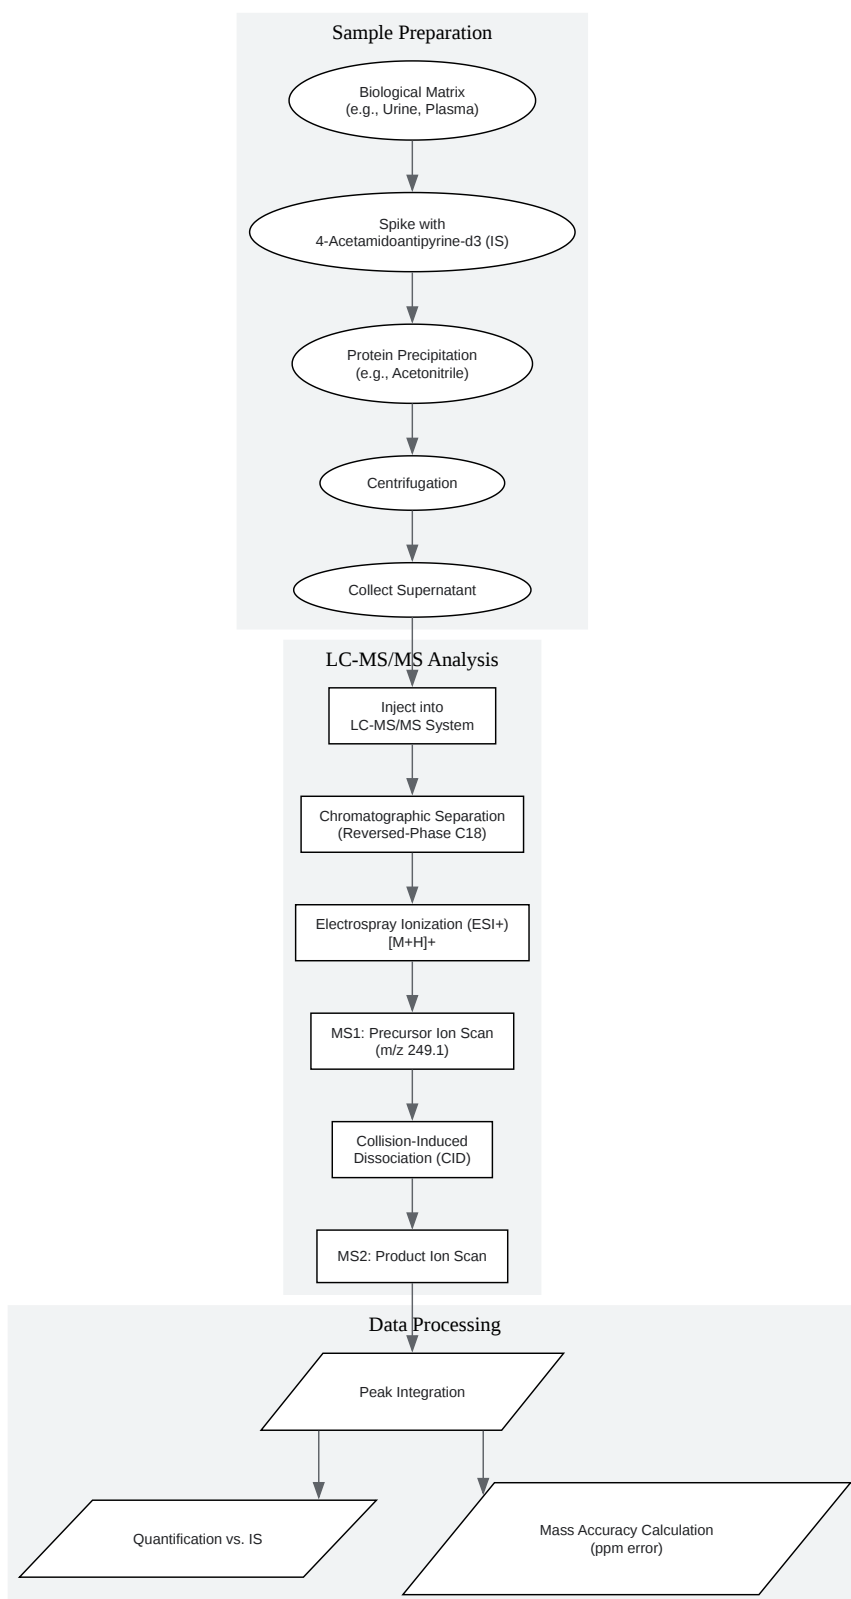 Sample Preparation
Biological Matrix
(e.g., Urine, Plasma)
Spike with
4-Acetamidoantipyrine-d3 (IS)
Protein Precipitation
(e.g., Acetonitrile)
Centrifugation
Collect Supernatant
LC-MS/MS Analysis
Inject into
LC-MS/MS System
Chromatographic Separation
(Reversed-Phase C18)
Electrospray Ionization (ESI+)
[M+H]+
MS1: Precursor Ion Scan
(m/z 249.1)
Collision-Induced
Dissociation (CID)
MS2: Product Ion Scan
Data Processing
Peak Integration
Quantification vs. IS
Mass Accuracy Calculation
(ppm error)